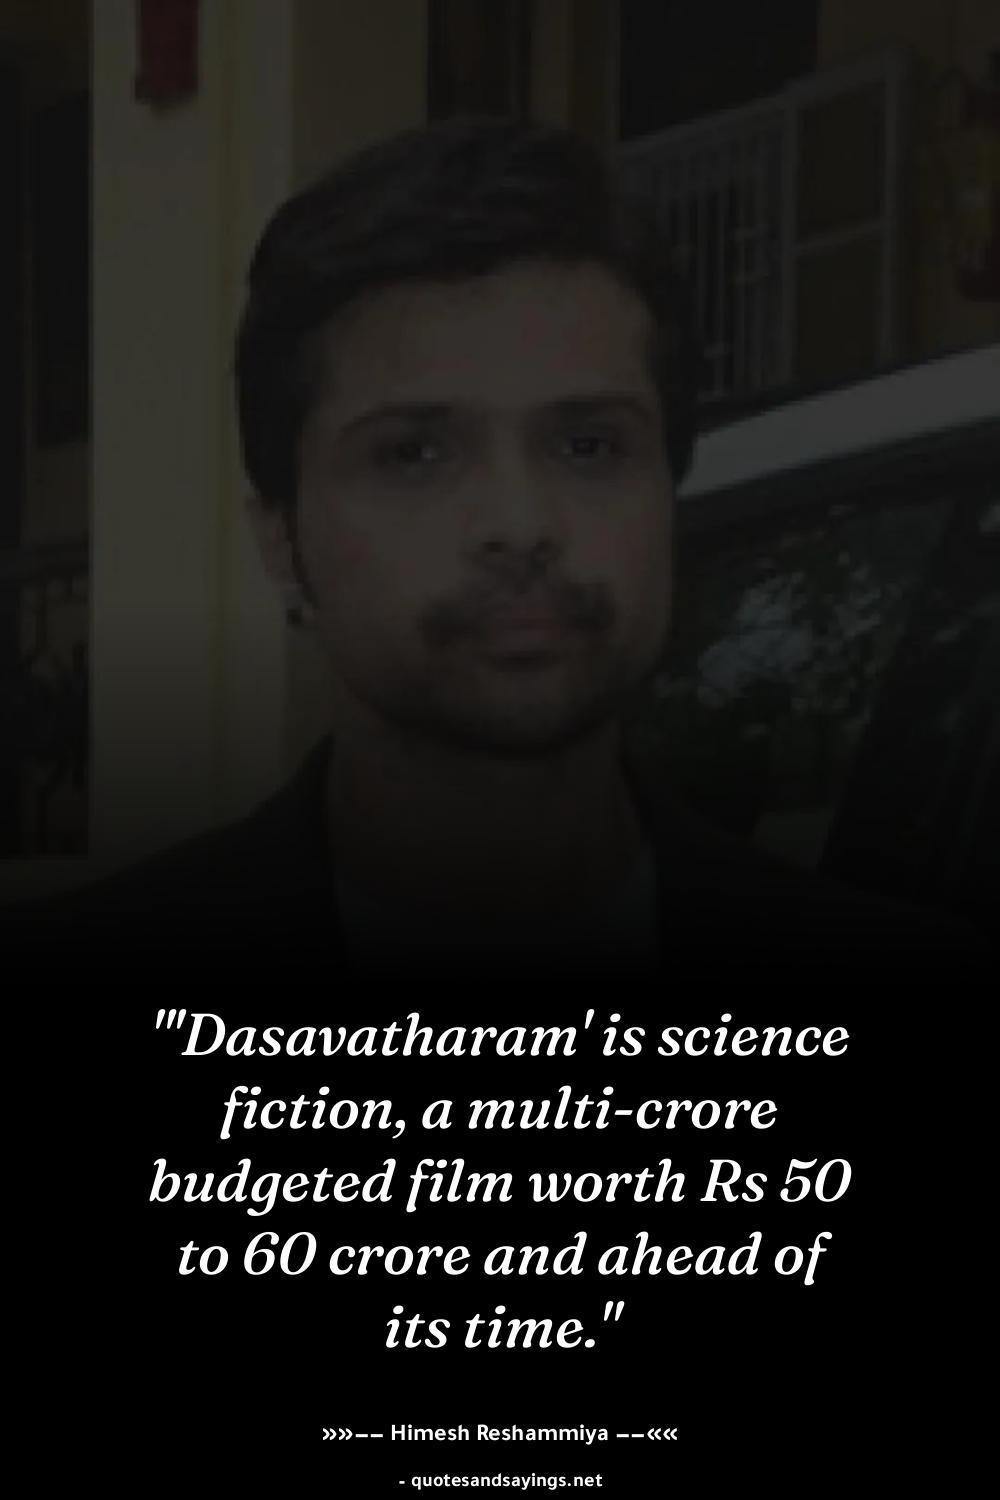 "'Dasavatharam' is science
fiction, a multi-crore
budgeted film worth Rs 50
to 60 crore and ahead of
its time."
»»–– Himesh Reshammiya ––««
- quotesandsayings.net